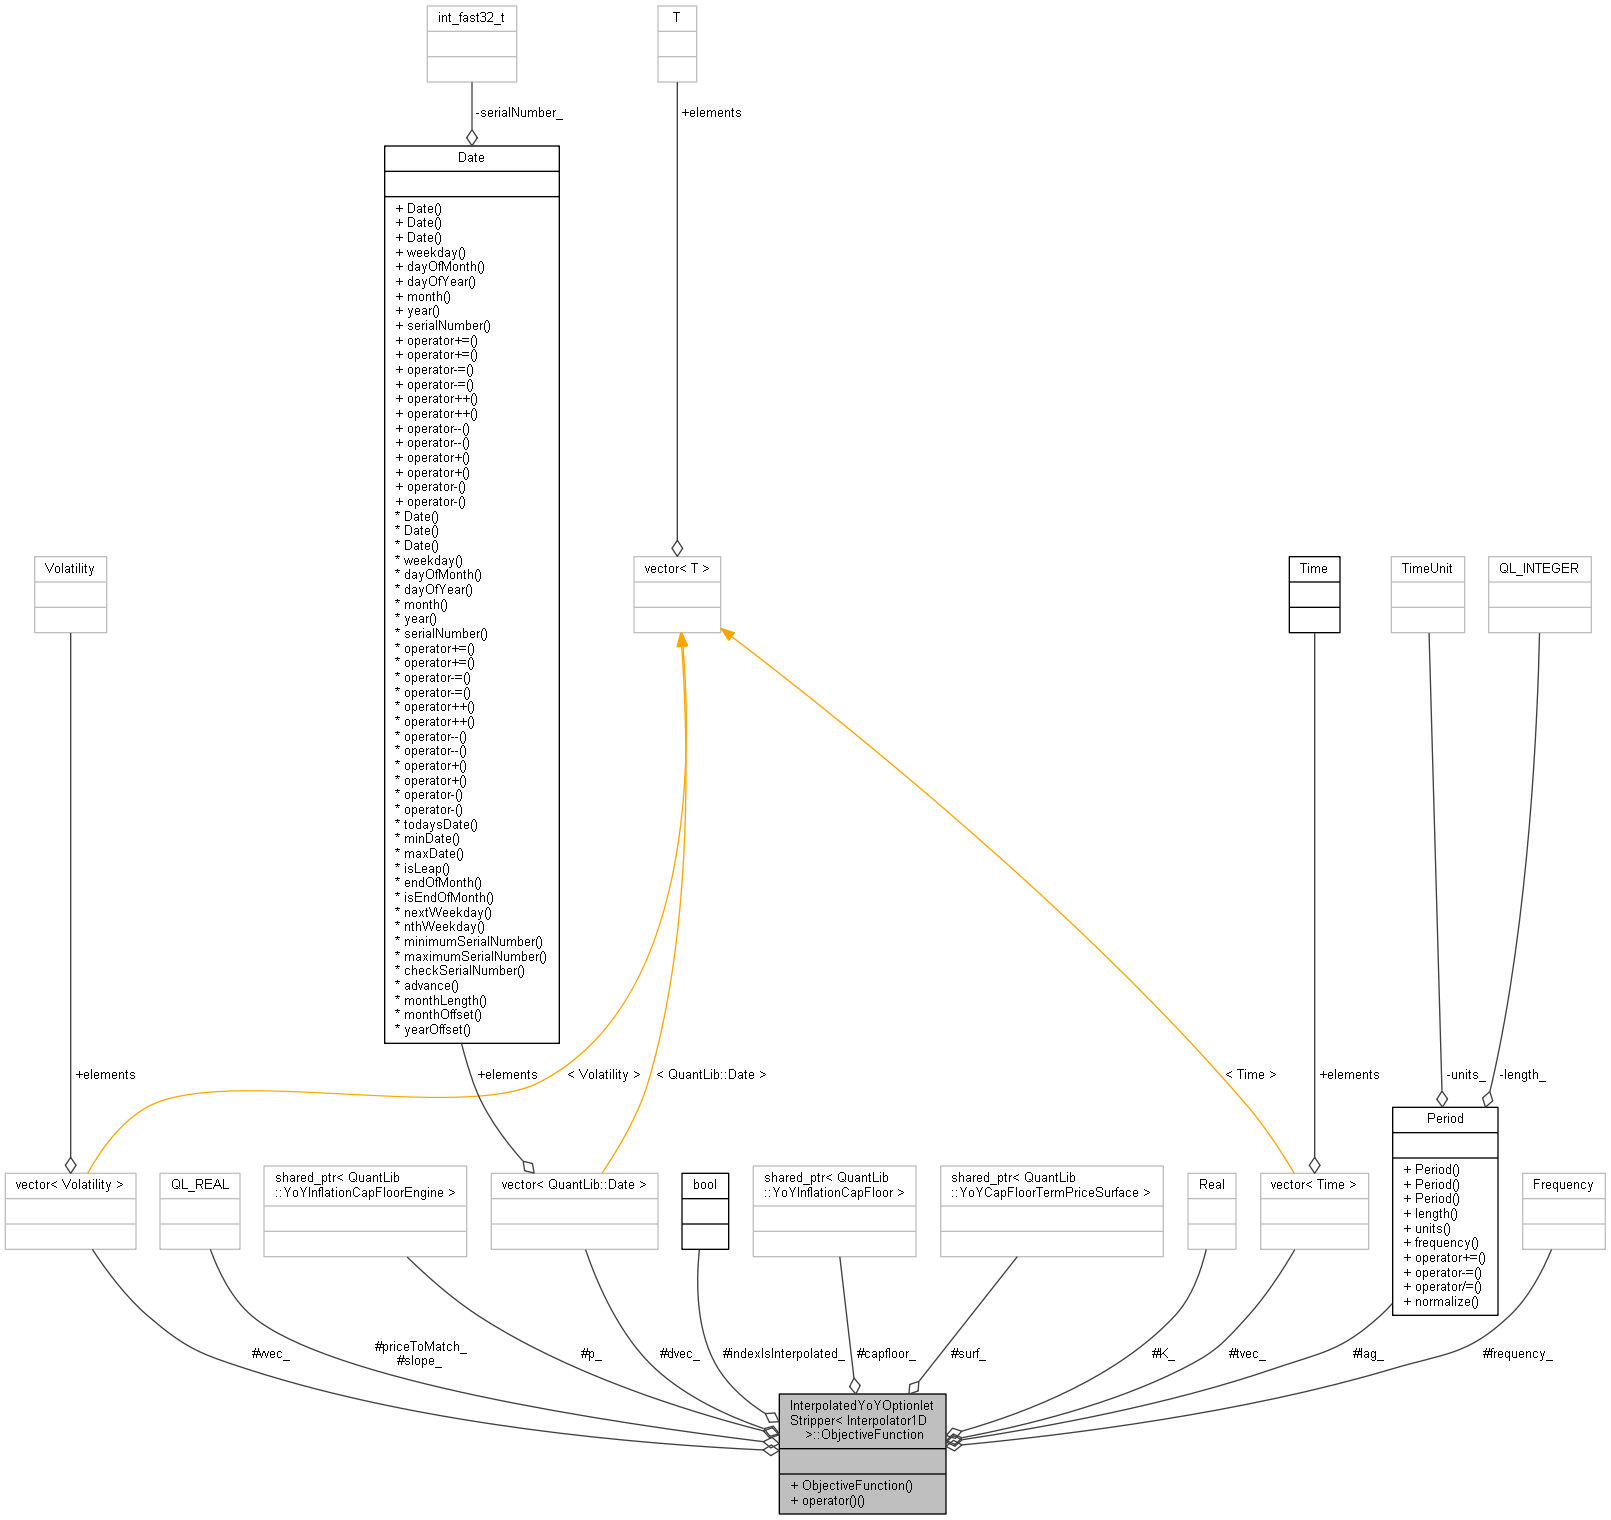 int_fast32_t
T
-serialNumber_
+elements
Date
+ Date()
+ Date()
+ Date()
+ weekday()
+ dayOfMonth()
+ dayOfYear()
+ month()
+ year()
+ serialNumber()
+ operator+=()
+ operator+=()
+ operator-=()
+ operator-=()
+ operator++()
+ operator++()
+ operator--()
+ operator--()
+ operator+()
+ operator+()
+ operator-()
+ operator-()
* Date()
* Date()
* Date()
* weekday()
* dayOfMonth()
* dayOfYear()
* month()
* year()
* serialNumber()
* operator+=()
* operator+=()
* operator-=()
* operator-=()
* operator++()
* operator++()
* operator--()
* operator--()
* operator+()
* operator+()
* operator-()
* operator-()
* todaysDate()
* minDate()
* maxDate()
* isLeap()
* endOfMonth()
* isEndOfMonth()
* nextWeekday()
* nthWeekday()
* minimumSerialNumber()
* maximumSerialNumber()
* checkSerialNumber()
* advance()
* monthLength()
* monthOffset()
* yearOffset()
Volatility
vector< T >
Time
TimeUnit
QL_INTEGER
+elements
+elements
< Volatility >
< QuantLib::Date >
< Time >
+elements
-units_
-length_
Period
+ Period()
+ Period()
+ Period()
+ length()
+ units()
+ frequency()
+ operator+=()
+ operator-=()
+ operator/=()
+ normalize()
vector< Volatility >
QL_REAL
shared_ptr< QuantLib
::YoYInflationCapFloorEngine >
vector< QuantLib::Date >
bool
shared_ptr< QuantLib
::YoYInflationCapFloor >
shared_ptr< QuantLib
::YoYCapFloorTermPriceSurface >
Real
vector< Time >
Frequency
#vvec_
#priceToMatch_
#slope_
#p_
#dvec_
#indexIsInterpolated_
#capfloor_
#surf_
#K_
#tvec_
#lag_
#frequency_
InterpolatedYoYOptionlet
Stripper< Interpolator1D
>::ObjectiveFunction
+ ObjectiveFunction()
+ operator()()